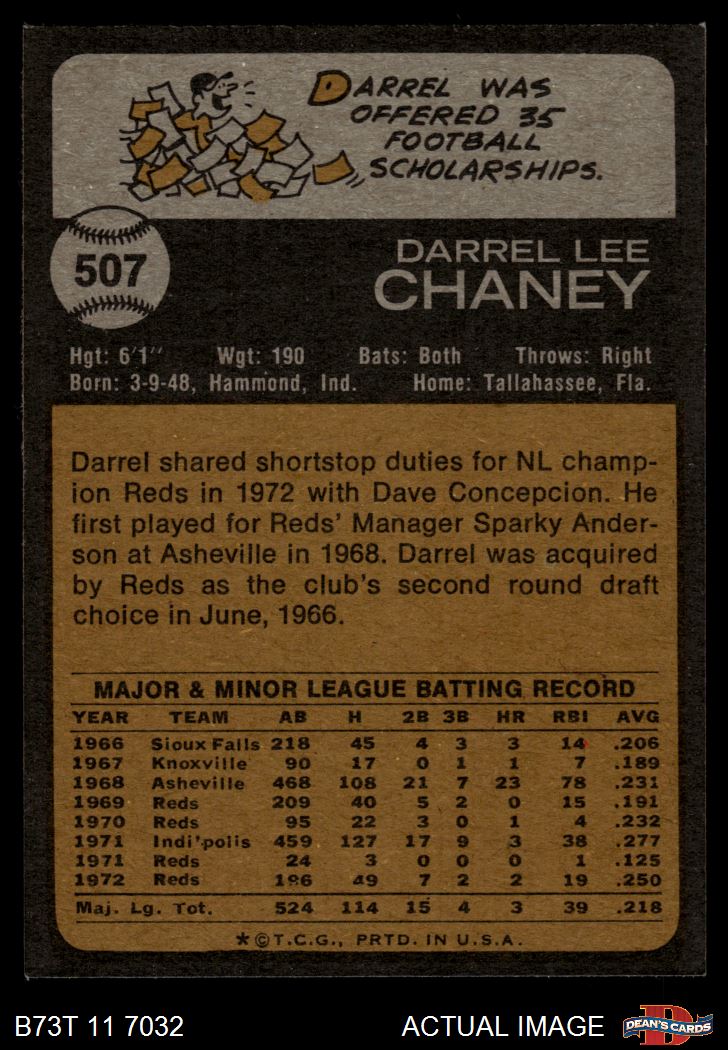 DARREL WAS
OFFERED 35
FOOTBALL
SCHOLARSHIPS.
507
DARREL LEE
CHANEY
Hgt: 6'1" Wgt: 190 Bats: Both Throws: Right
Born: 3-9-48, Hammond, Ind. Home: Tallahassee, Fla.
Darrel shared shortstop duties for NL champ-
ion Reds in 1972 with Dave Concepcion. He
first played for Reds' Manager Sparky Ander-
son at Asheville in 1968. Darrel was acquired
by Reds as the club's second round draft
choice in June, 1966.
MAJOR & MINOR LEAGUE BATTING RECORD
YEAR TEAM AB H 2B 3B HR RBI AVG
1966 Sioux Falls 218 45 4 3 3 14 .206
1967 Knoxville 90 17 0 1 1 7 .189
1968 Asheville 468 108 21 7 23 78 .231
1969 Reds 209 40 5 2 0 15 .191
1970 Reds 95 22 3 0 1 4 .232
1971 Indi'polis 459 127 17 9 3 38 .277
1971 Reds 24 3 0 0 0 1 .125
1972 Reds 196 49 7 2 2 19 .250
Maj. Lg. Tot. 524 114 15 4 3 39 .218
*©T.C.G., PRTD. IN U.S.A.
B73T 11 7032 ACTUAL IMAGE
D
DEAN'S CARDS